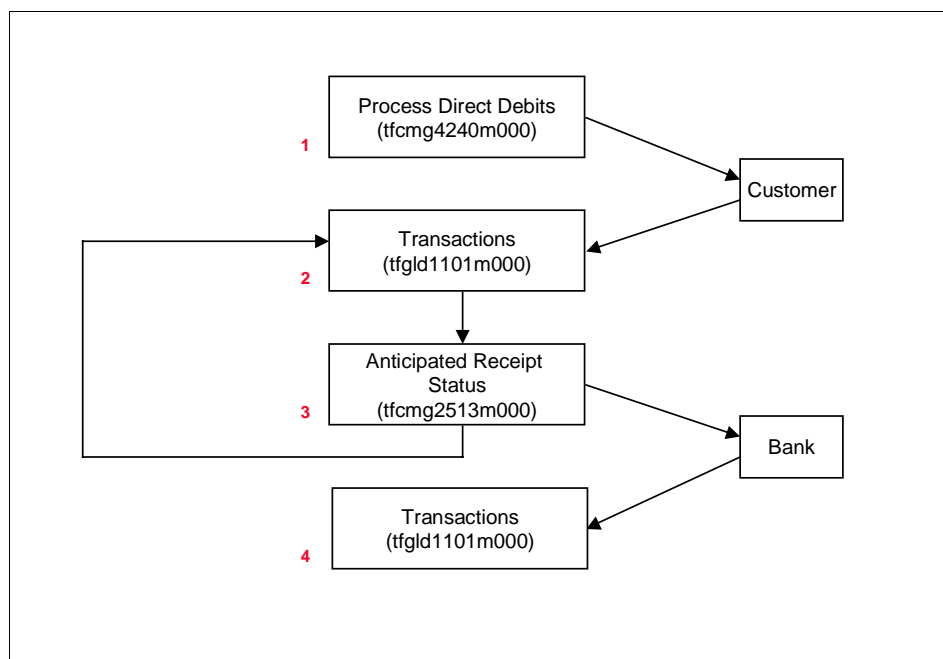 Process Direct Debits
(tfcmg4240m000)
1
Customer
Transactions
(tfgld1101m000)
2
Anticipated Receipt
Status
(tfcmg2513m000)
3
Bank
Transactions
(tfgld1101m000)
4